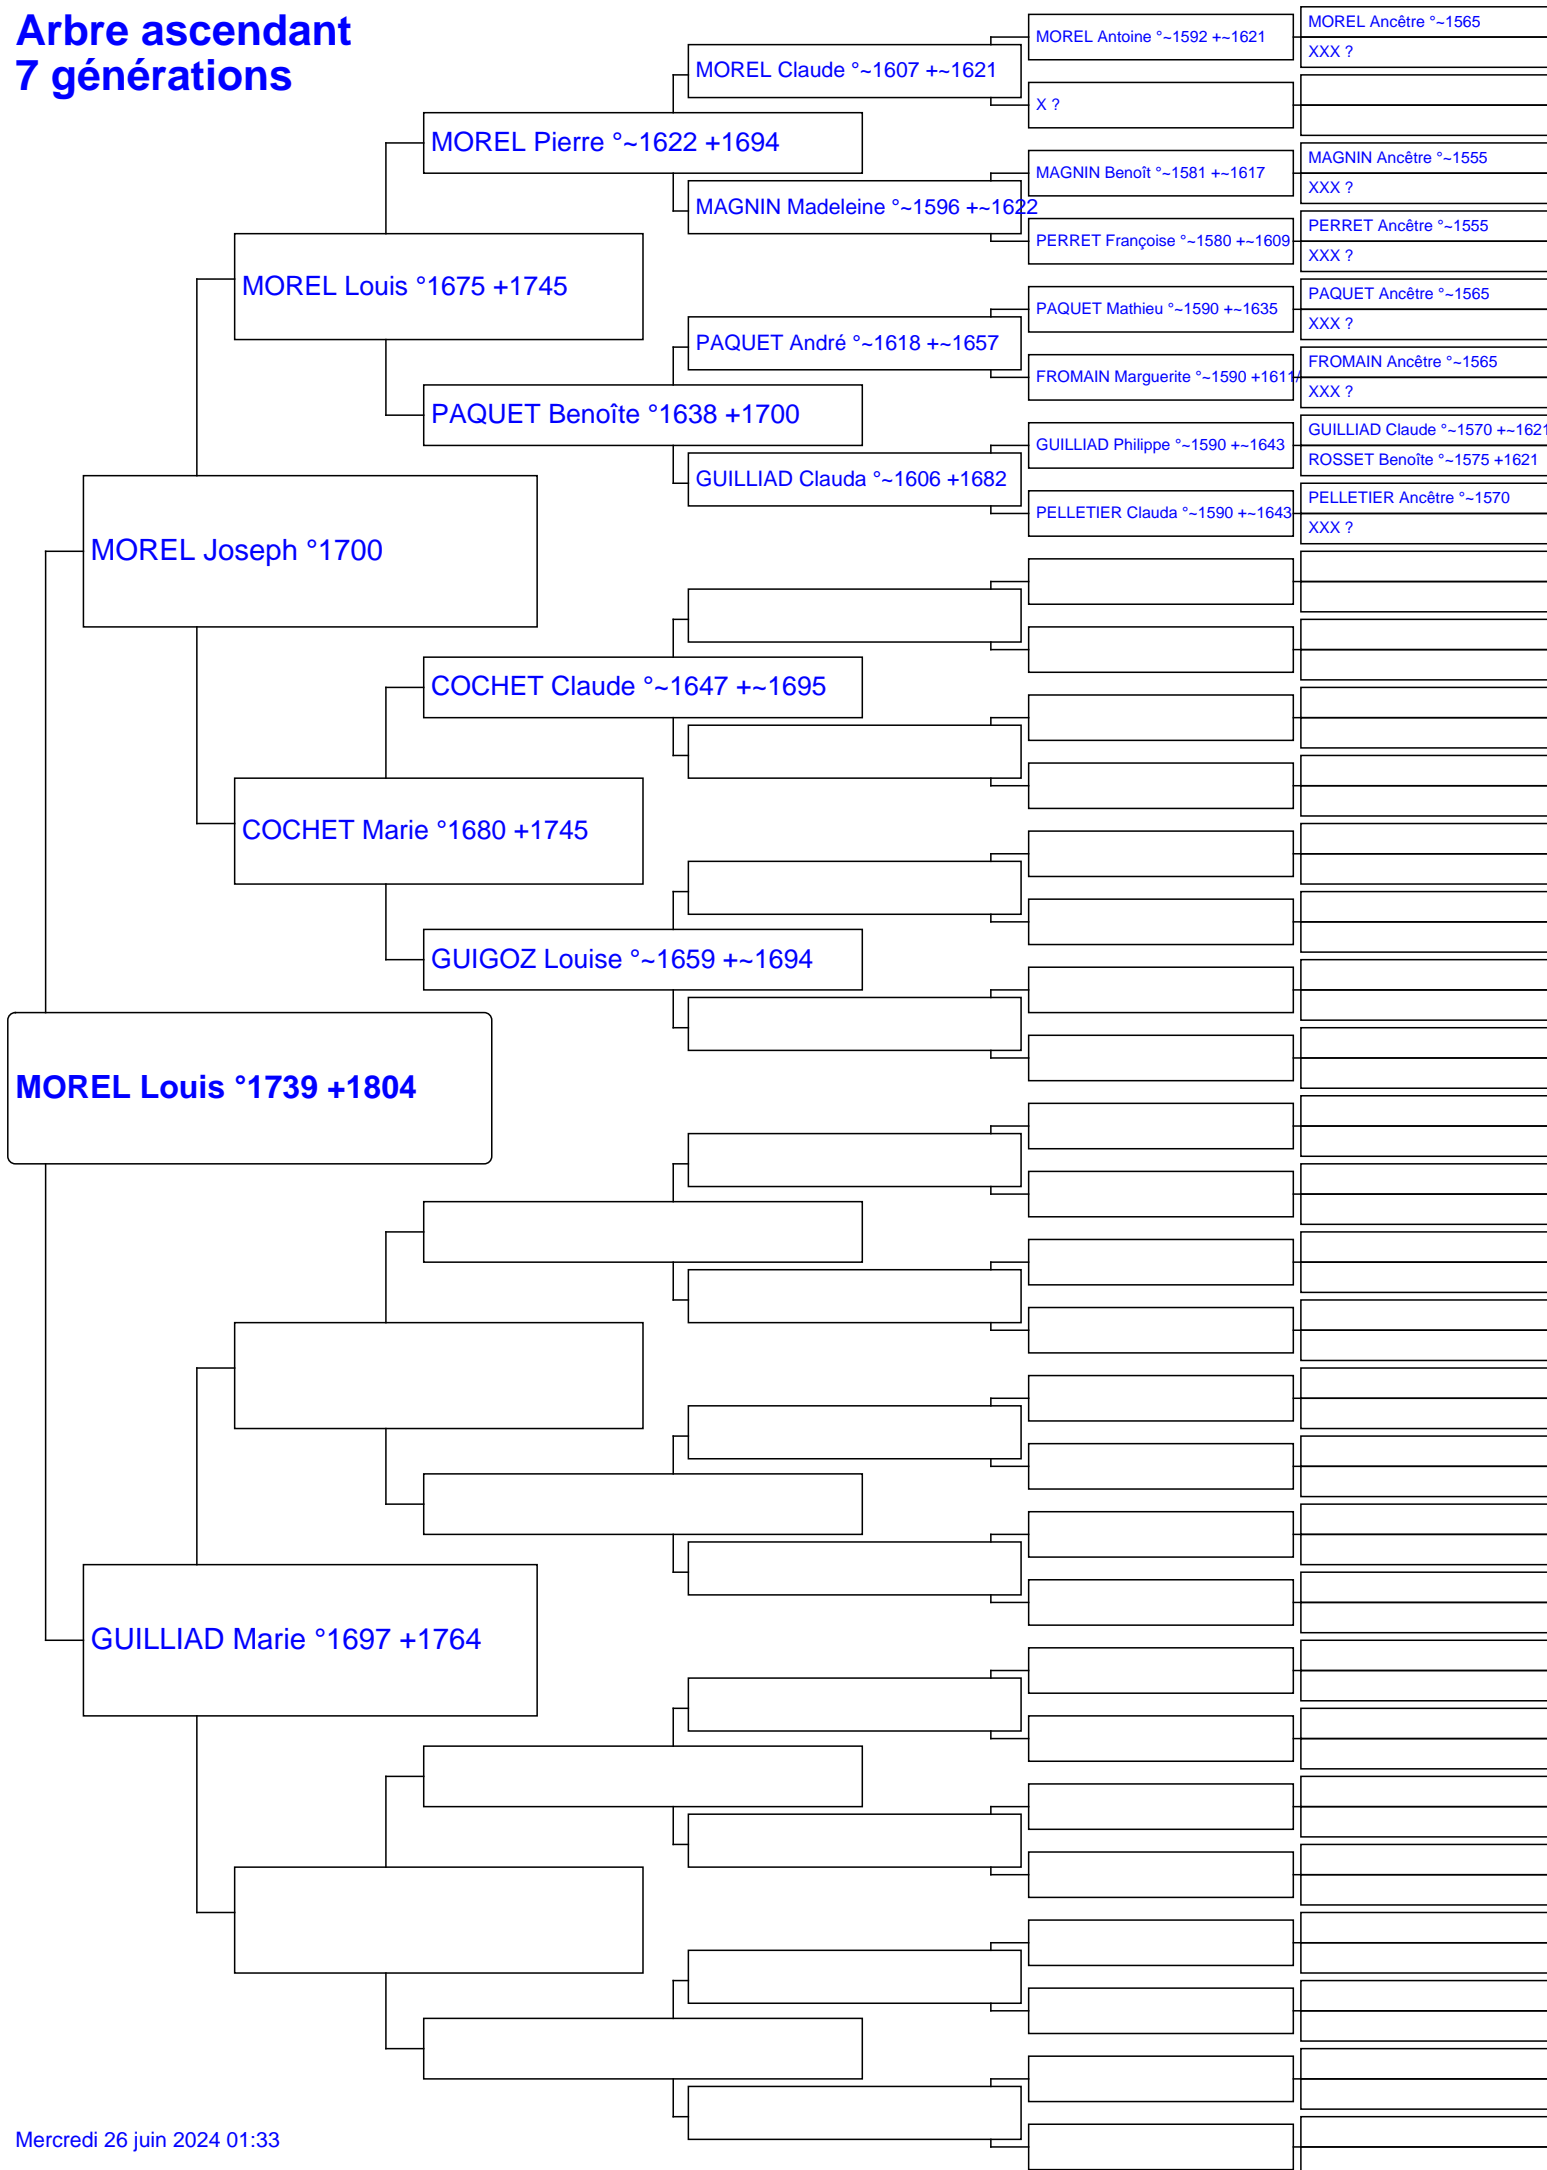 Arbre ascendant
7 générations
MOREL Ancêtre °~1565
MOREL Antoine °~1592 +~1621
XXX ?
MOREL Claude °~1607 +~1621
X ?
MOREL Pierre °~1622 +1694
MAGNIN Ancêtre °~1555
MAGNIN Benoît °~1581 +~1617
XXX ?
MAGNIN Madeleine °~1596 +~1622
PERRET Ancêtre °~1555
PERRET Françoise °~1580 +~1609
XXX ?
MOREL Louis °1675 +1745
PAQUET Ancêtre °~1565
PAQUET Mathieu °~1590 +~1635
XXX ?
PAQUET André °~1618 +~1657
FROMAIN Ancêtre °~1565
FROMAIN Marguerite °~1590 +1611/
XXX ?
PAQUET Benoîte °1638 +1700
GUILLIAD Claude °~1570 +~1621
GUILLIAD Philippe °~1590 +~1643
ROSSET Benoîte °~1575 +1621
GUILLIAD Clauda °~1606 +1682
PELLETIER Ancêtre °~1570
PELLETIER Clauda °~1590 +~1643
XXX ?
MOREL Joseph °1700
COCHET Claude °~1647 +~1695
COCHET Marie °1680 +1745
GUIGOZ Louise °~1659 +~1694
MOREL Louis °1739 +1804
GUILLIAD Marie °1697 +1764
Mercredi 26 juin 2024 01:33